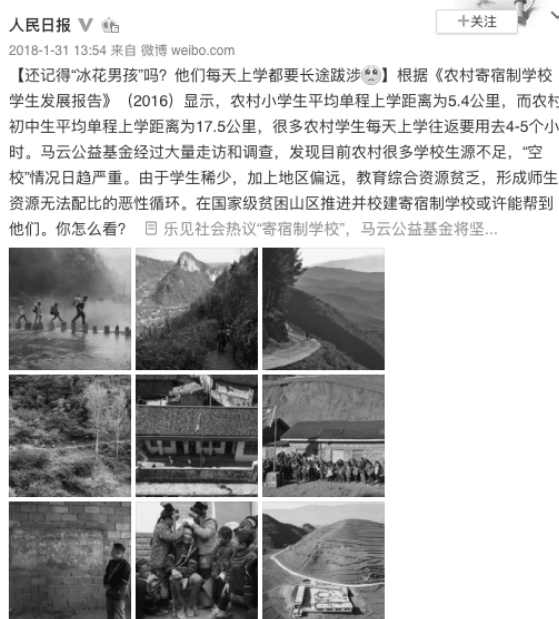 人民日报
+关注
2018-1-31 13:54 来自 微博 weibo.com
【还记得“冰花男孩”吗？他们每天上学都要长途跋涉】根据《农村寄宿制学校
学生发展报告》（2016）显示，农村小学生平均单程上学距离为5.4公里，而农村
初中生平均单程上学距离为17.5公里，很多农村学生每天上学往返要用去4-5个小
时。马云公益基金经过大量走访和调查，发现目前农村很多学校生源不足，“空
校”情况日趋严重。由于学生稀少，加上地区偏远，教育综合资源贫乏，形成师生
资源无法配比的恶性循环。在国家级贫困山区推进并校建寄宿制学校或许能帮到
他们。你怎么看？ 乐见社会热议“寄宿制学校”，马云公益基金会将坚...